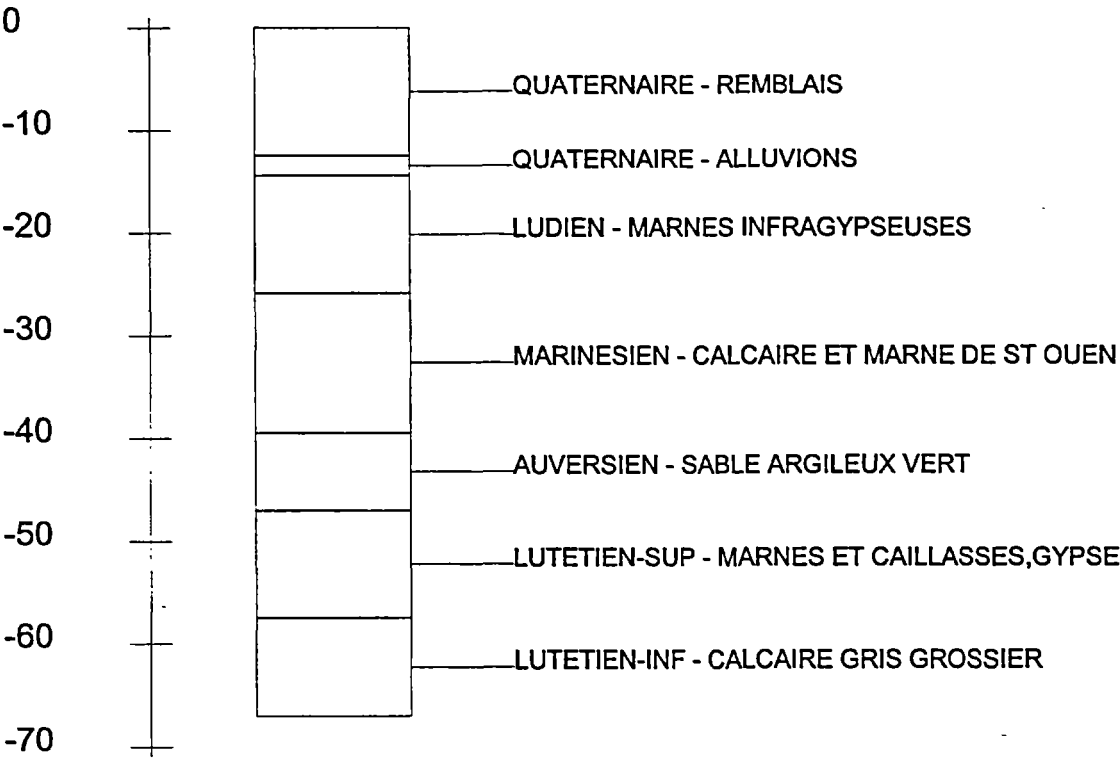 0
QUATERNAIRE - REMBLAIS
-10
QUATERNAIRE - ALLUVIONS
-20
LUDIEN - MARNES INFRAGYPSEUSES
-30
MARINESIEN - CALCAIRE ET MARNE DE ST OUEN
-40
AUVERSIEN - SABLE ARGILEUX VERT
-50
LUTETIEN-SUP - MARNES ET CAILLASSES,GYPSE
-60
LUTETIEN-INF - CALCAIRE GRIS GROSSIER
-70